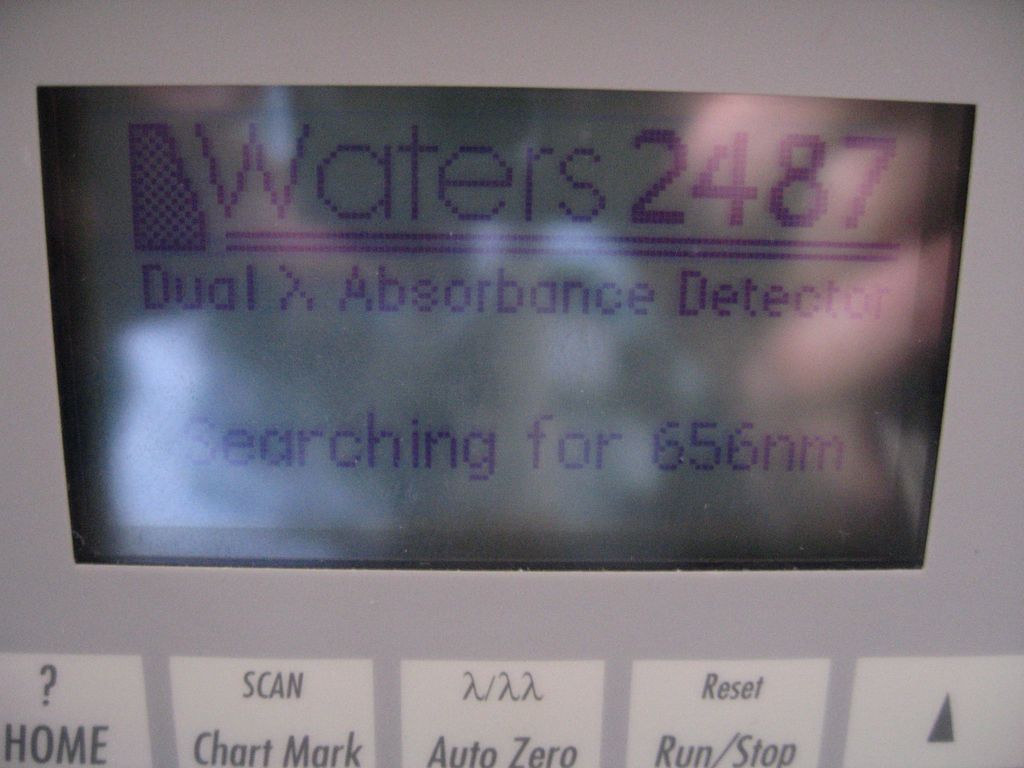 Waters 2487
Dual λ Absorbance Detector
Searching for 656nm
? SCAN λ/λλ Reset
HOME Chart Mark Auto Zero Run/Stop